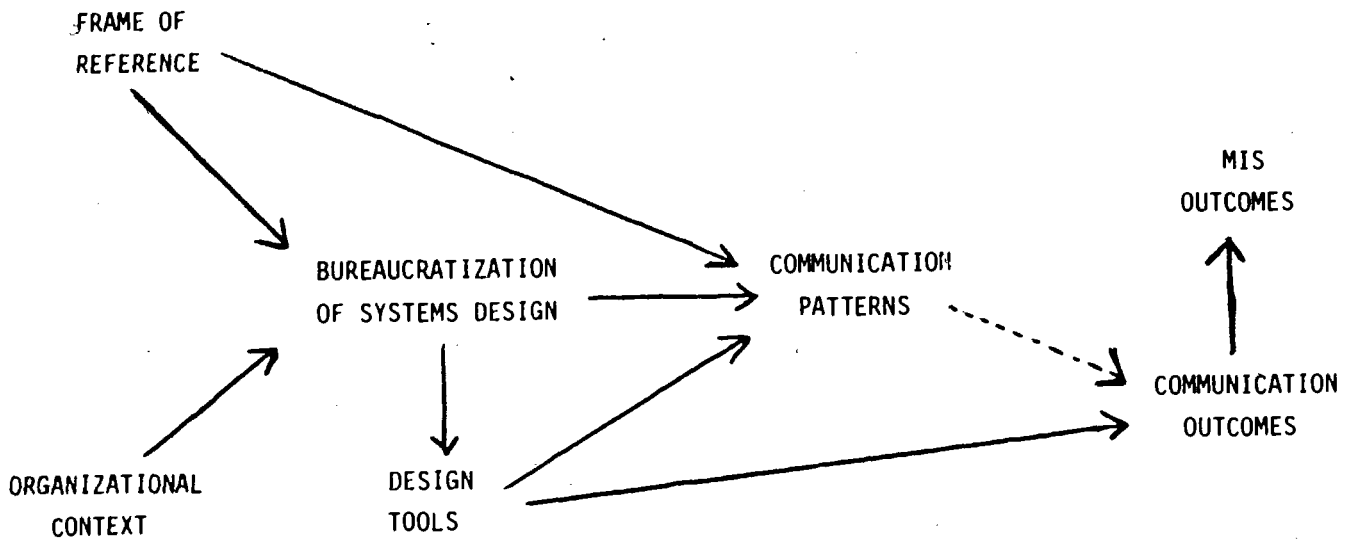 FRAME OF
REFERENCE
MIS
OUTCOMES
BUREAUCRATIZATION
OF SYSTEMS DESIGN
COMMUNICATION
PATTERNS
COMMUNICATION
OUTCOMES
ORGANIZATIONAL
CONTEXT
DESIGN
TOOLS